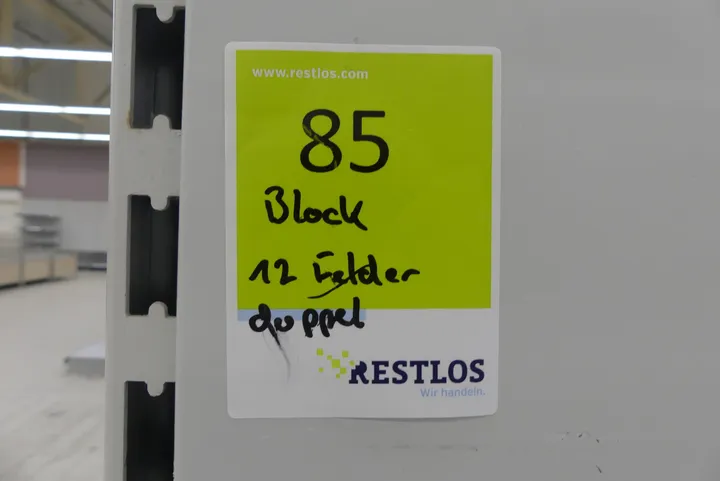 www.restlos.com
85
Block
12 Felder
doppel
RESTLOS
Wir handeln.